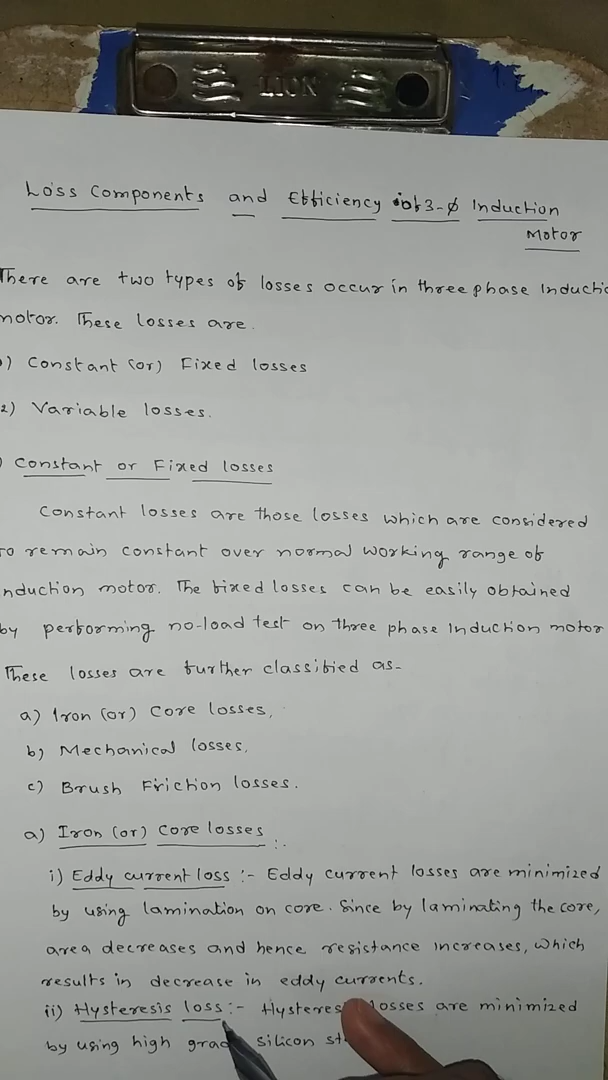 LION
Loss Components and Efficiency of 3-ϕ Induction
Motor
There are two types of losses occur in three phase Inductio
motor. These losses are.
) Constant (or) Fixed losses
2) Variable losses.
) Constant or Fixed losses
Constant losses are those losses which are considered
to remain constant over normal working range of
induction motor. The fixed losses can be easily obtained
by performing no-load test on three phase Induction motor
These losses are further classified as-
a) Iron (or) Core losses,
b) Mechanical losses,
c) Brush Friction losses.
a) Iron (or) Core losses :.
i) Eddy current loss :- Eddy current losses are minimized
by using lamination on core. Since by laminating the core,
area decreases and hence resistance increases, which
results in decrease in eddy currents.
ii) Hysteresis loss:- Hysteres losses are minimized
by using high grad silicon st